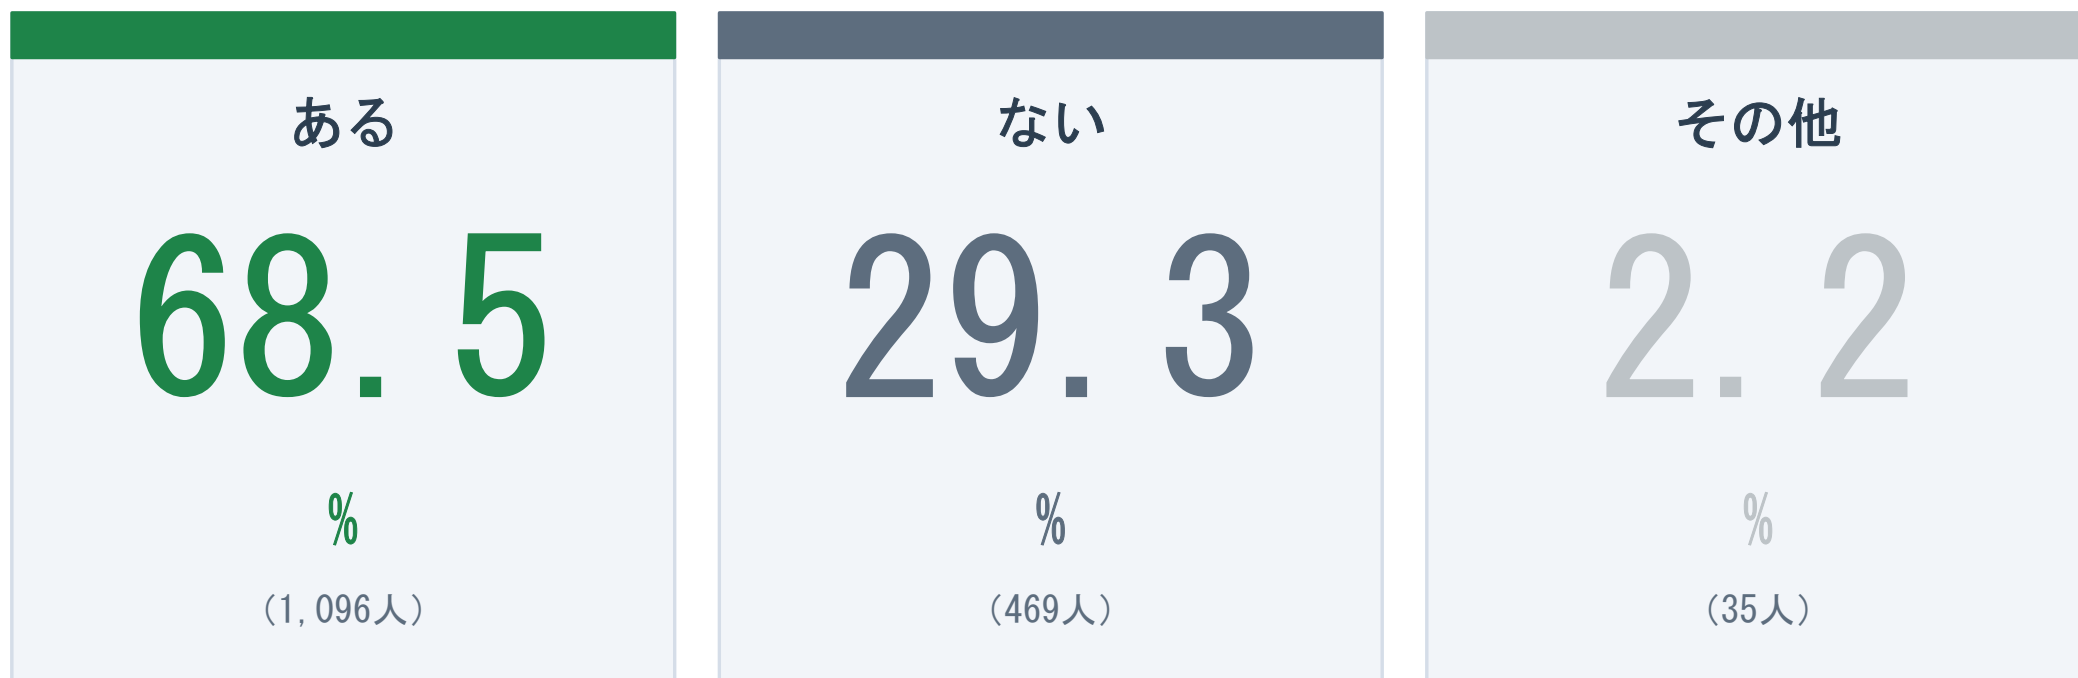 ある
68.5
%
(1,096人)
ない
29.3
%
(469人)
その他
2.2
%
(35人)